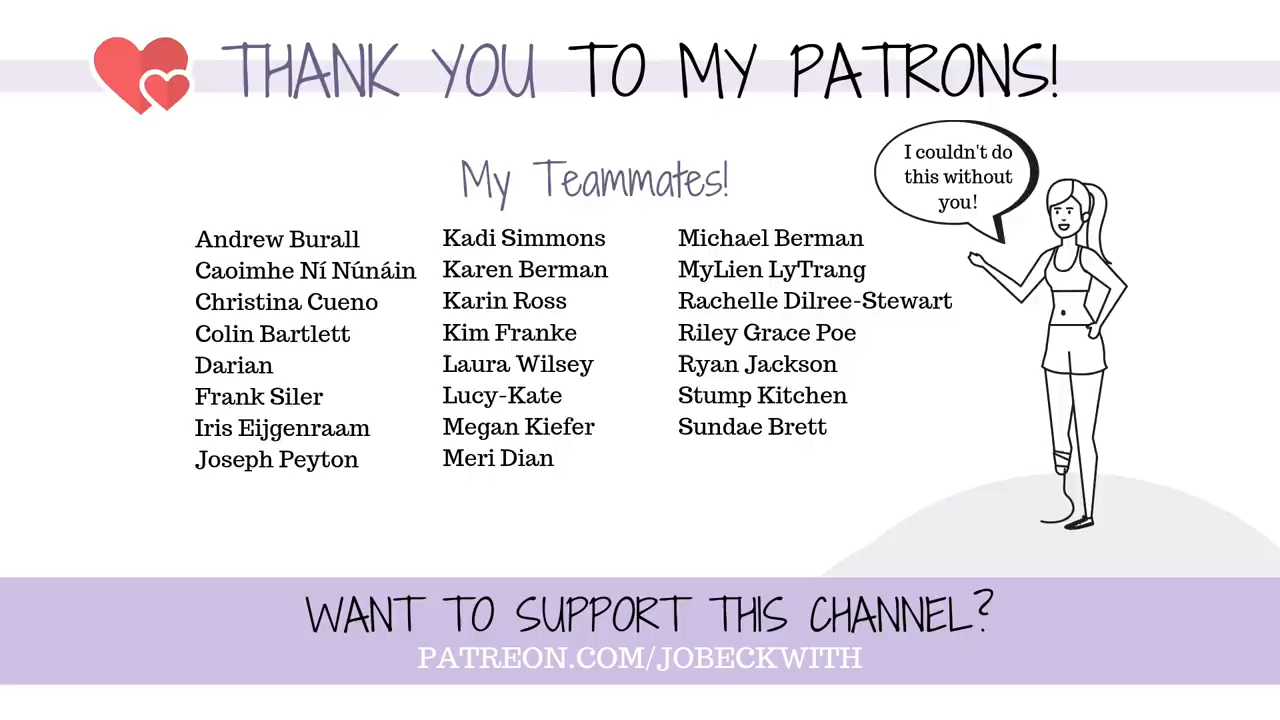 THANK YOU TO MY PATRONS!
I couldn't do
this without
you!
My Teammates!
Andrew Burall
Caoimhe Ní Núnáin
Christina Cueno
Colin Bartlett
Darian
Frank Siler
Iris Eijgenraam
Joseph Peyton
Kadi Simmons
Karen Berman
Karin Ross
Kim Franke
Laura Wilsey
Lucy-Kate
Megan Kiefer
Meri Dian
Michael Berman
MyLien LyTrang
Rachelle Dilree-Stewart
Riley Grace Poe
Ryan Jackson
Stump Kitchen
Sundae Brett
WANT TO SUPPORT THIS CHANNEL?
PATREON.COM/JOBECKWITH